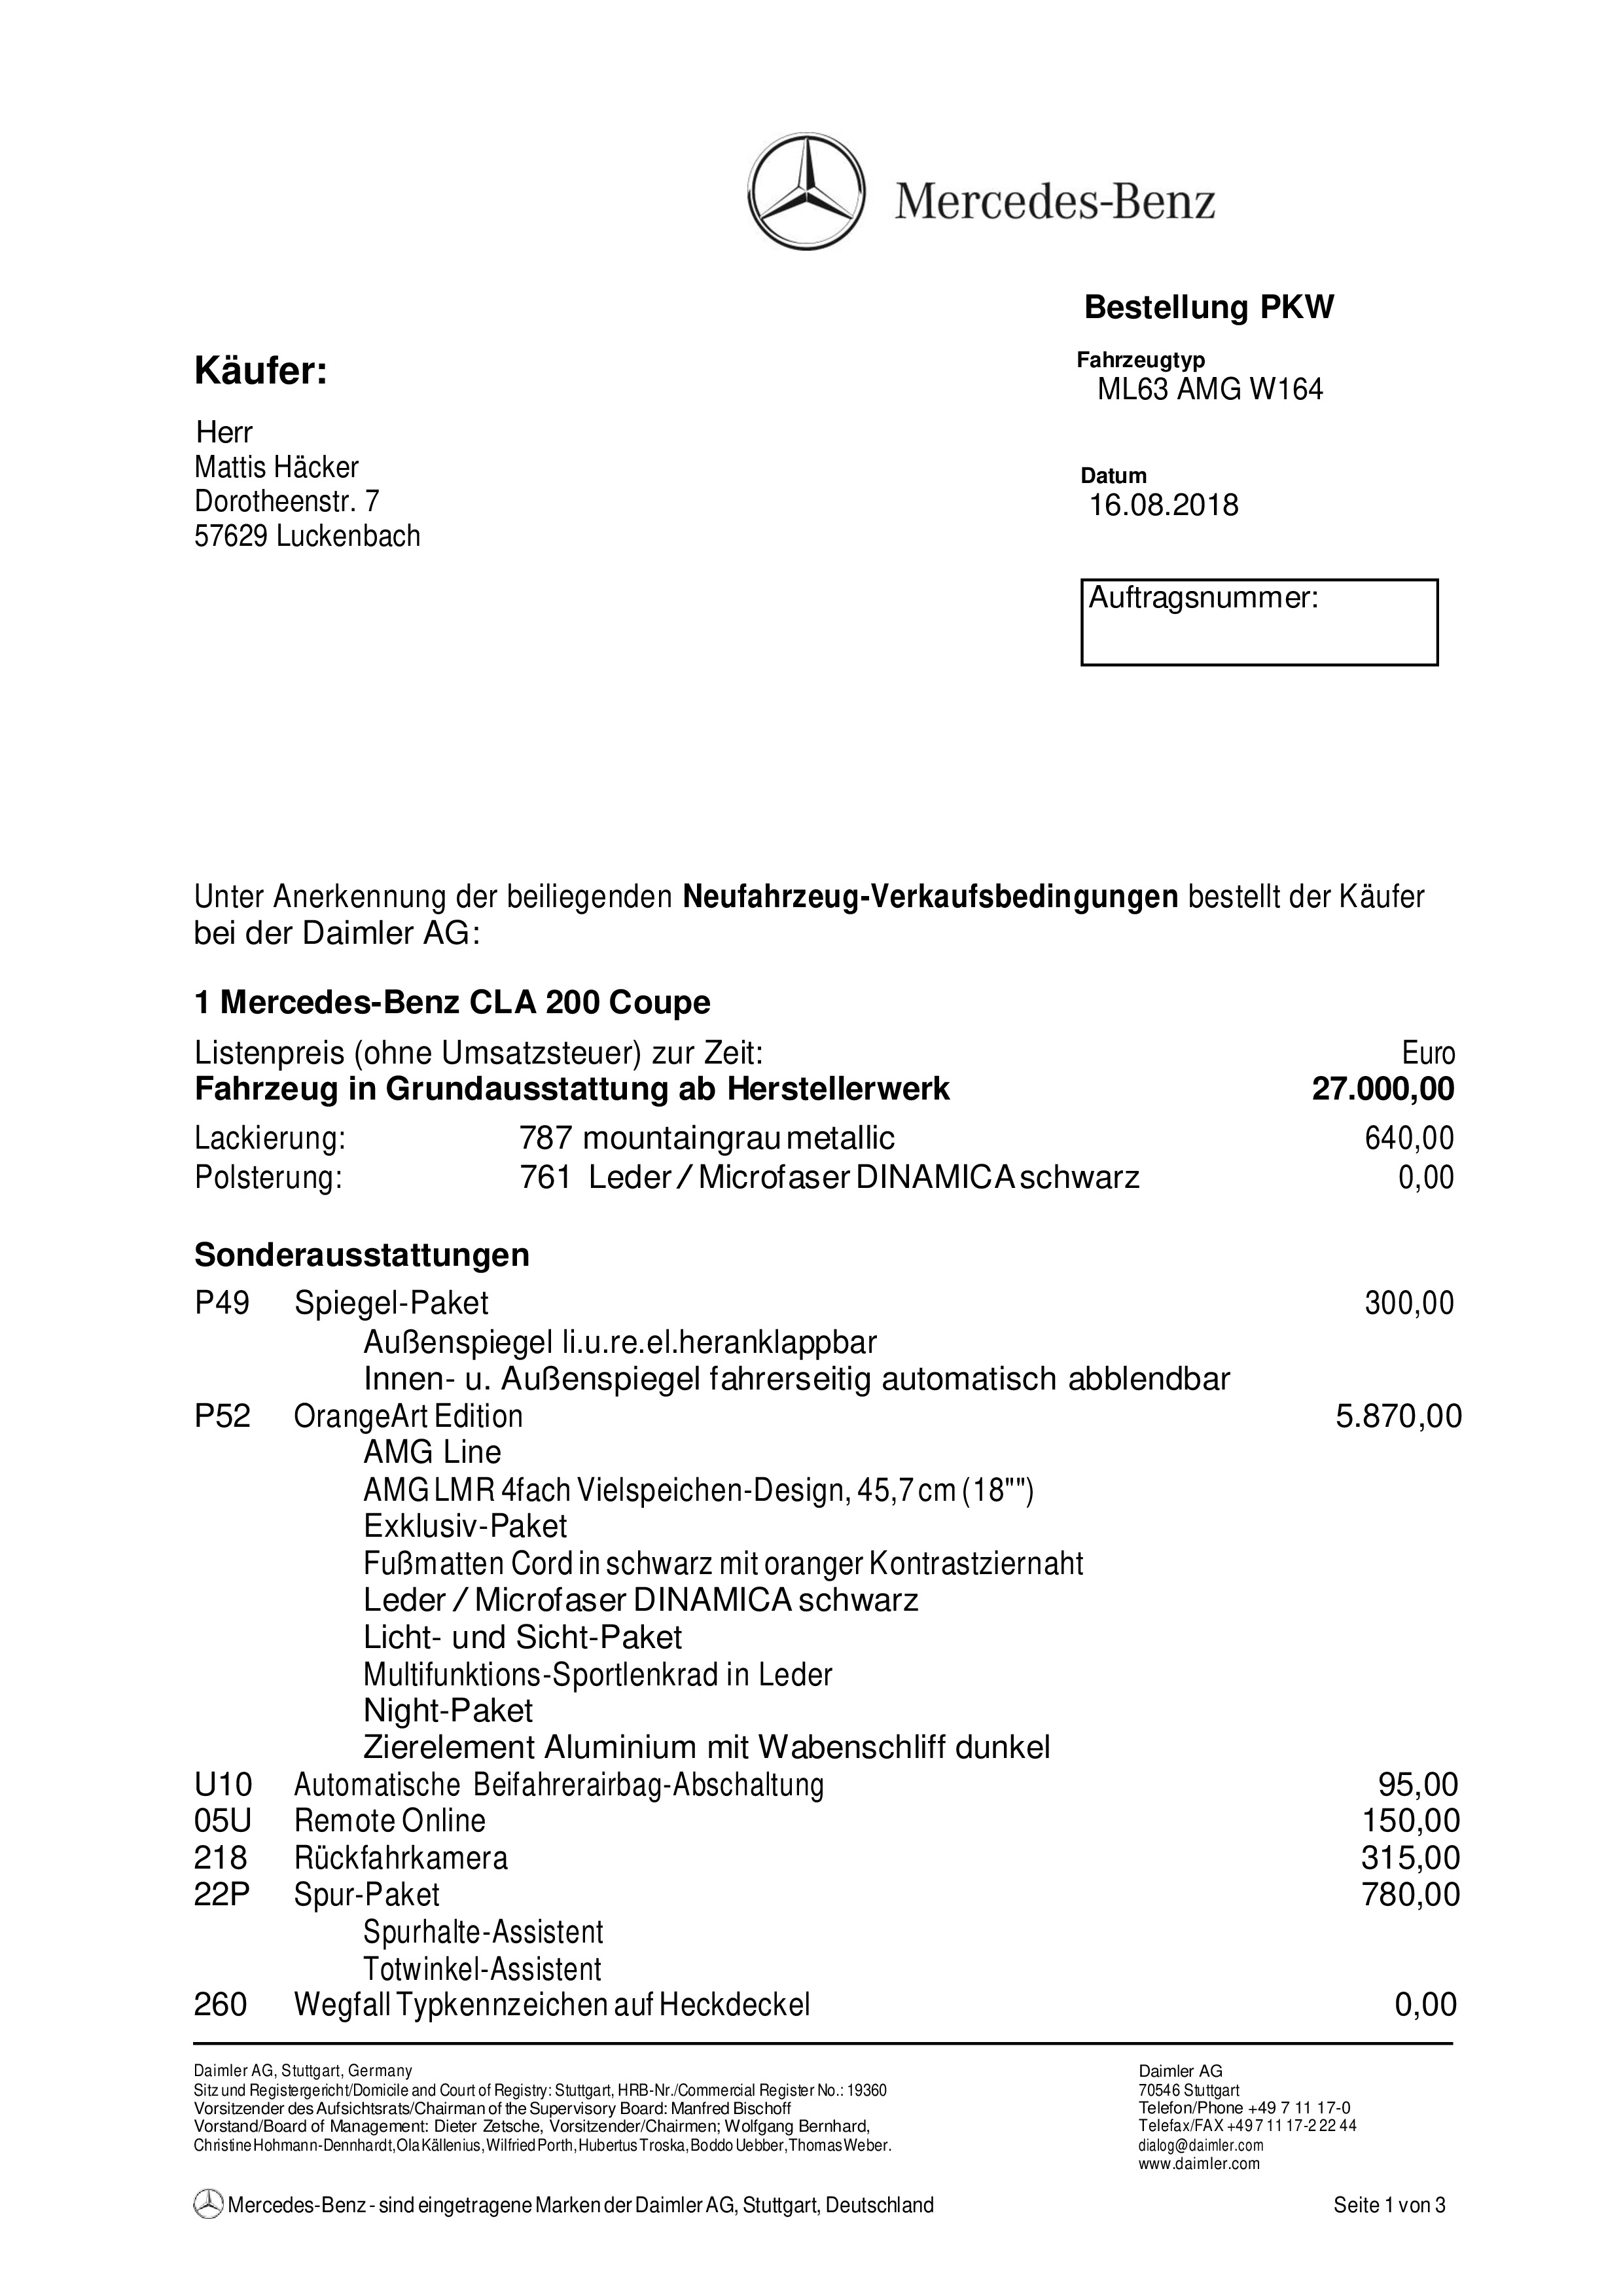 Mercedes-Benz
Bestellung PKW
Käufer:
Fahrzeugtyp
ML63 AMG W164
Herr
Mattis Häcker
Dorotheenstr. 7
57629 Luckenbach
Datum
16.08.2018
Auftragsnummer:
Unter Anerkennung der beiliegenden Neufahrzeug-Verkaufsbedingungen bestellt der Käufer
bei der Daimler AG:
1 Mercedes-Benz CLA 200 Coupe
Listenpreis (ohne Umsatzsteuer) zur Zeit: Euro
Fahrzeug in Grundausstattung ab Herstellerwerk 27.000,00
Lackierung: 787 mountaingrau metallic 640,00
Polsterung: 761 Leder / Microfaser DINAMICA schwarz 0,00
Sonderausstattungen
P49 Spiegel-Paket 300,00
Außenspiegel li.u.re.el.heranklappbar
Innen- u. Außenspiegel fahrerseitig automatisch abblendbar
P52 OrangeArt Edition 5.870,00
AMG Line
AMG LMR 4fach Vielspeichen-Design, 45,7 cm (18"")
Exklusiv-Paket
Fußmatten Cord in schwarz mit oranger Kontrastziernaht
Leder / Microfaser DINAMICA schwarz
Licht- und Sicht-Paket
Multifunktions-Sportlenkrad in Leder
Night-Paket
Zierelement Aluminium mit Wabenschliff dunkel
U10 Automatische Beifahrerairbag-Abschaltung 95,00
05U Remote Online 150,00
218 Rückfahrkamera 315,00
22P Spur-Paket 780,00
Spurhalte-Assistent
Totwinkel-Assistent
260 Wegfall Typkennzeichen auf Heckdeckel 0,00
Daimler AG, Stuttgart, Germany
Sitz und Registergericht/Domicile and Court of Registry: Stuttgart, HRB-Nr./Commercial Register No.: 19360
Vorsitzender des Aufsichtsrats/Chairman of the Supervisory Board: Manfred Bischoff
Vorstand/Board of Management: Dieter Zetsche, Vorsitzender/Chairmen; Wolfgang Bernhard,
Christine Hohmann-Dennhardt, Ola Källenius, Wilfried Porth, Hubertus Troska, Boddo Uebber, Thomas Weber.
Daimler AG
70546 Stuttgart
Telefon/Phone +49 7 11 17-0
Telefax/FAX +49 7 11 17-2 22 44
dialog@daimler.com
www.daimler.com
Mercedes-Benz - sind eingetragene Marken der Daimler AG, Stuttgart, Deutschland Seite 1 von 3